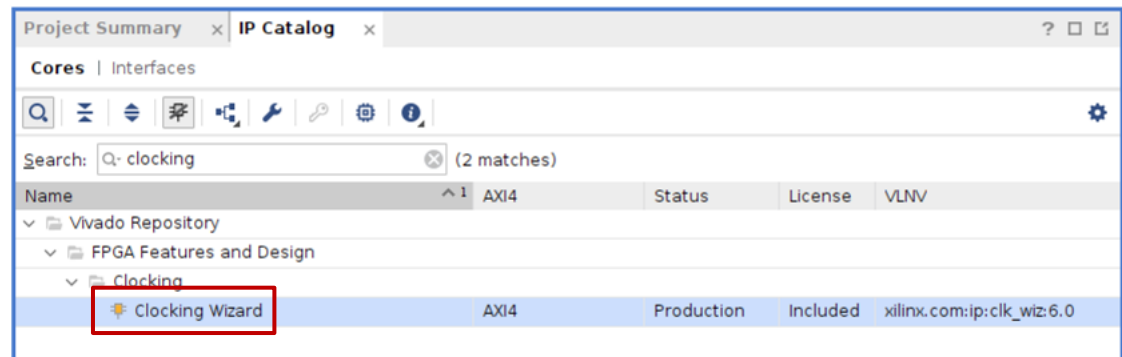 Project Summary × IP Catalog × ?
Cores | Interfaces
Search: clocking (2 matches)
Name 1 AXI4 Status License VLNV
Vivado Repository
FPGA Features and Design
Clocking
Clocking Wizard AXI4 Production Included xilinx.com:ip:clk_wiz:6.0